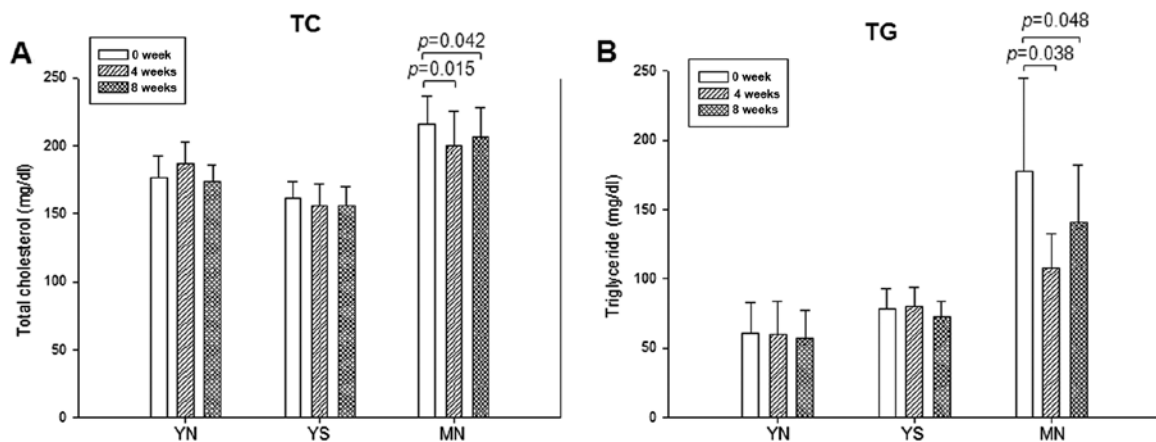 TC
A
0 week
4 weeks
8 weeks
p=0.042
p=0.015
250
200
150
100
50
0
Total cholesterol (mg/dl)
YN
YS
MN
TG
B
0 week
4 weeks
8 weeks
p=0.048
p=0.038
250
200
150
100
50
0
Triglyceride (mg/dl)
YN
YS
MN